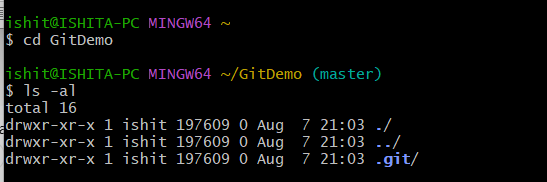 ishit@ISHITA-PC MINGW64 ~
$ cd GitDemo
ishit@ISHITA-PC MINGW64 ~/GitDemo (master)
$ ls -al
total 16
drwxr-xr-x 1 ishit 197609 0 Aug  7 21:03 ./
drwxr-xr-x 1 ishit 197609 0 Aug  7 21:03 ../
drwxr-xr-x 1 ishit 197609 0 Aug  7 21:03 .git/